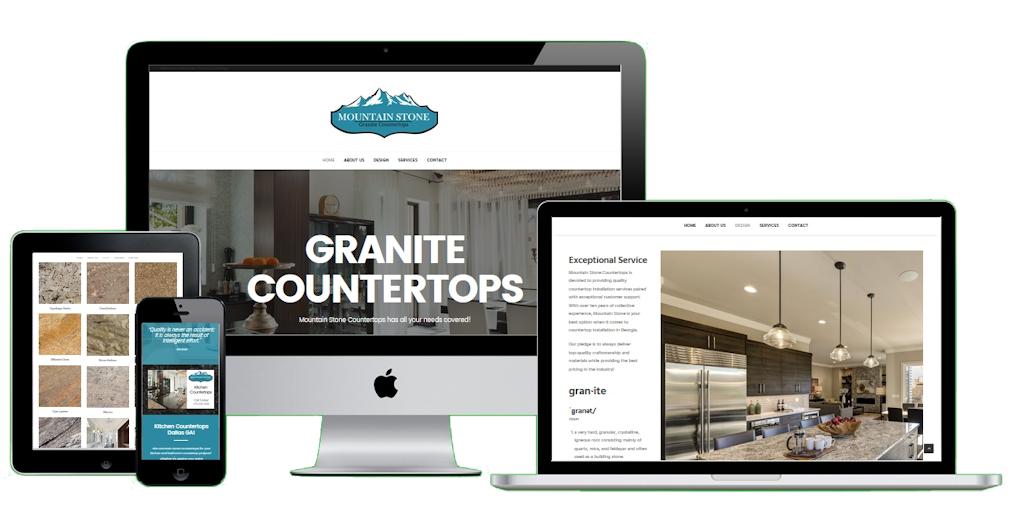 MOUNTAIN STONE
Granite Countertops
HOME ABOUT US DESIGN SERVICES CONTACT
GRANITE
COUNTERTOPS
Mountain Stone Countertops has all your needs covered!
"Quality is never an accident;
it is always the result of
intelligent effort."
Kitchen
Countertops
Kitchen Countertops
Dallas GA!
HOME ABOUT US DESIGN SERVICES CONTACT
Exceptional Service
Mountain Stone Countertops is
devoted to providing quality
countertop installation services paired
with exceptional customer support.
With over ten years of collective
experience, Mountain Stone is your
best option when it comes to
countertop installation in Georgia.
Our pledge is to always deliver
top-quality craftmanship and
materials while providing the best
pricing in the industry!
gran·ite
/ˈgranət/
noun
1. a very hard, granular, crystalline,
igneous rock consisting mainly of
quartz, mica, and feldspar and often
used as a building stone.